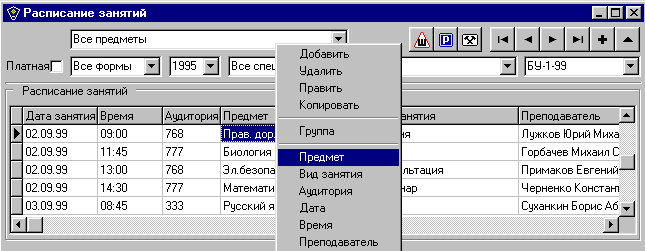 Расписание занятий
Все предметы
Платная
Все формы
1995
Все спец
БУ-1-99
Расписание занятий
Дата занятия Время Аудитория Предмет анятия Преподаватель
02.09.99 09:00 768 Прав. дор. ия Лужков Юрий Миха
02.09.99 11:45 777 Биология Горбачев Михаил С
02.09.99 13:00 768 Эл.безопа льтация Примаков Евгений
02.09.99 14:30 777 Математи нар Черненко Константи
03.09.99 08:45 333 Русский я Суханкин Борис Аб
Добавить
Удалить
Править
Копировать
Группа
Предмет
Вид занятия
Аудитория
Дата
Время
Преподаватель